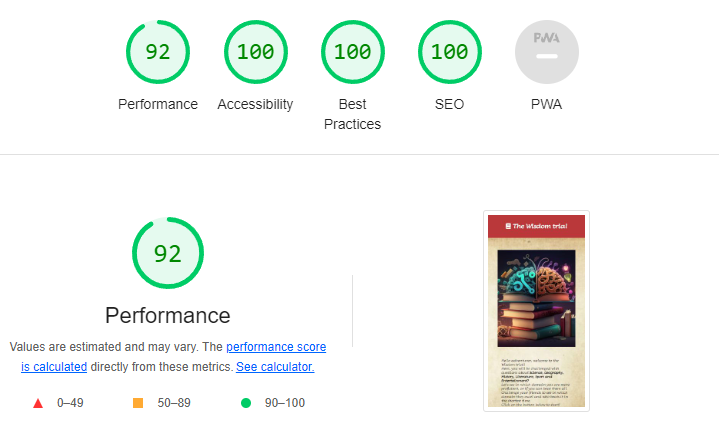 92
100
100
100
PWA
Performance
Accessibility
Best
Practices
SEO
PWA
92
Performance
Values are estimated and may vary. The performance score
is calculated directly from these metrics. See calculator.
0–49
50–89
90–100
The Wisdom trial